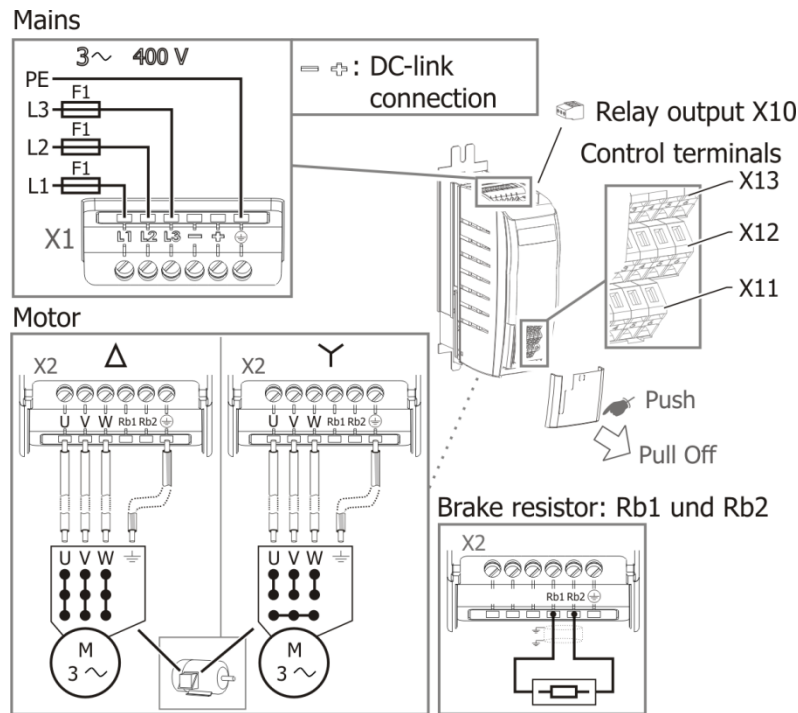 Mains
3~ 400 V
PE
F1
L3
F1
L2
F1
L1
X1
L1 L2 L3 − +
− + : DC-link
connection
Relay output X10
Control terminals
X13
X12
X11
Motor
X2 Δ
U V W Rb1 Rb2
U V W
M
3~
X2 Y
U V W Rb1 Rb2
U V W
M
3~
Push
Pull Off
Brake resistor: Rb1 und Rb2
X2
Rb1 Rb2